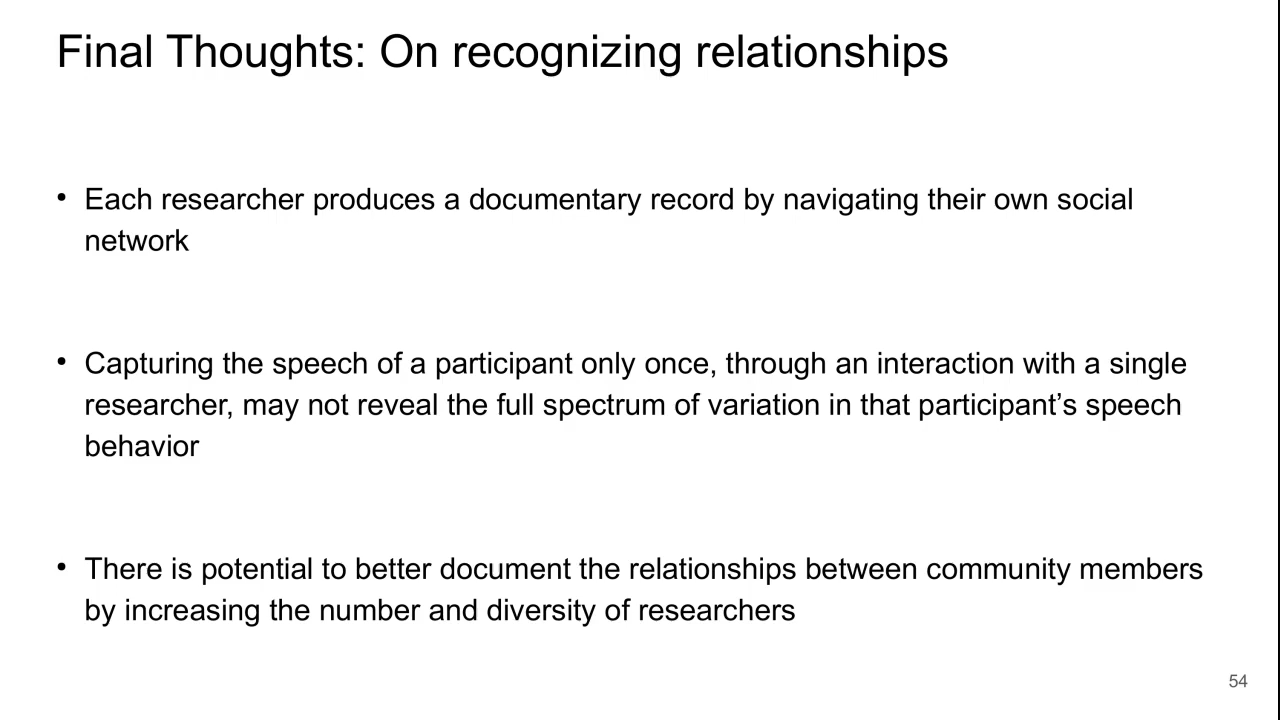 Final Thoughts: On recognizing relationships
• Each researcher produces a documentary record by navigating their own social
network
• Capturing the speech of a participant only once, through an interaction with a single
researcher, may not reveal the full spectrum of variation in that participant’s speech
behavior
• There is potential to better document the relationships between community members
by increasing the number and diversity of researchers
54